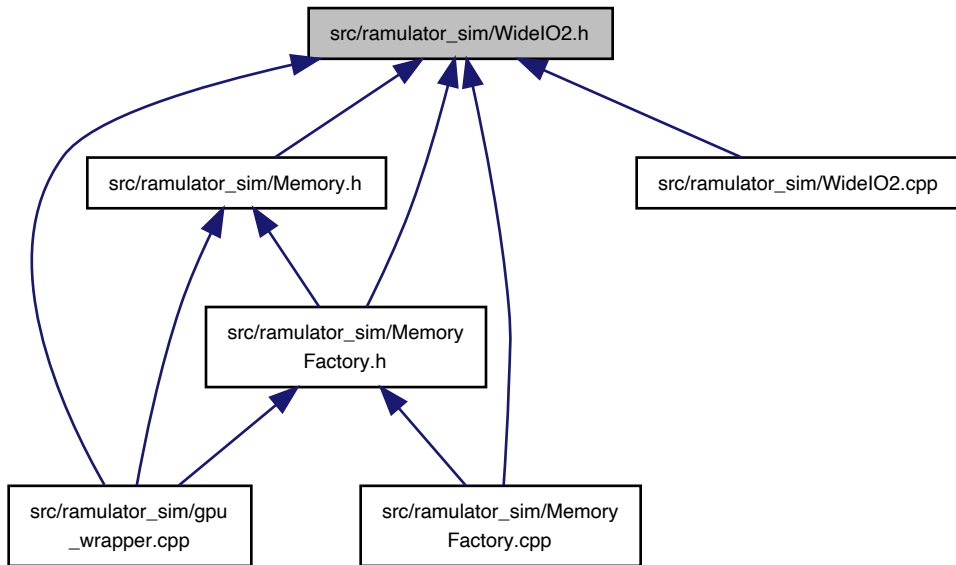 src/ramulator_sim/WideIO2.h
src/ramulator_sim/Memory.h
src/ramulator_sim/WideIO2.cpp
src/ramulator_sim/Memory
Factory.h
src/ramulator_sim/gpu
_wrapper.cpp
src/ramulator_sim/Memory
Factory.cpp